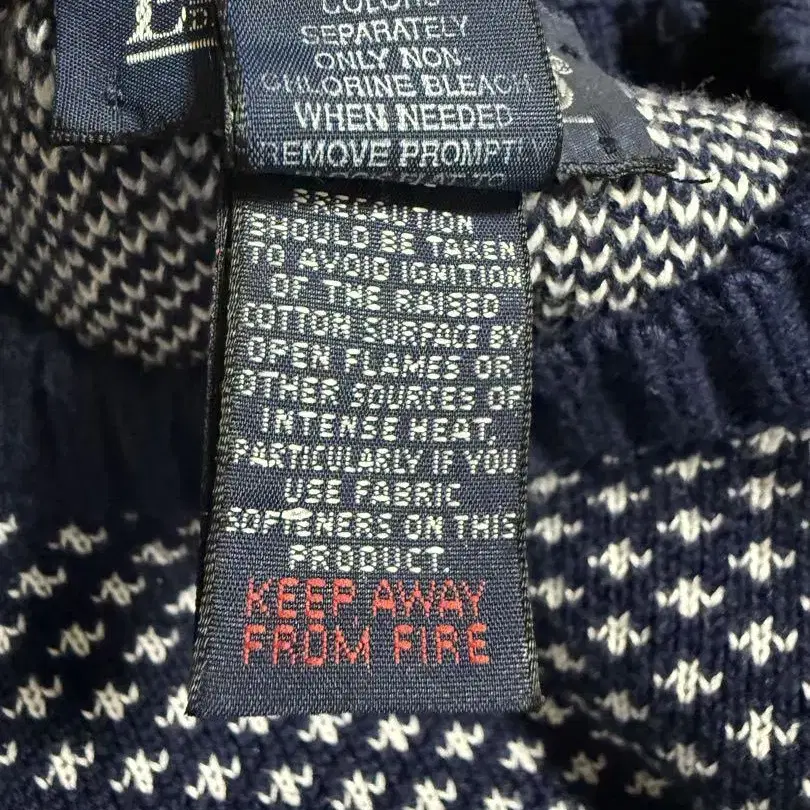 COLORS
SEPARATELY
ONLY NON-
CHLORINE BLEACH
WHEN NEEDED
REMOVE PROMPTLY
PRECAUTION
SHOULD BE TAKEN
TO AVOID IGNITION
OF THE RAISED
COTTON SURFACE BY
OPEN FLAMES OR
OTHER SOURCES OF
INTENSE HEAT,
PARTICULARLY IF YOU
USE FABRIC
SOFTENERS ON THIS
PRODUCT.
KEEP AWAY
FROM FIRE